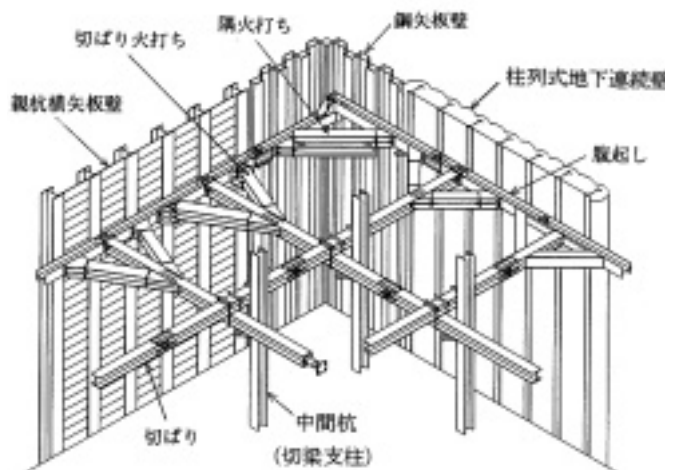 隅火打ち
鋼矢板壁
切ばり火打ち
柱列式地下連続壁
親杭横矢板壁
腹起し
切ばり
中間杭
(切梁支柱)